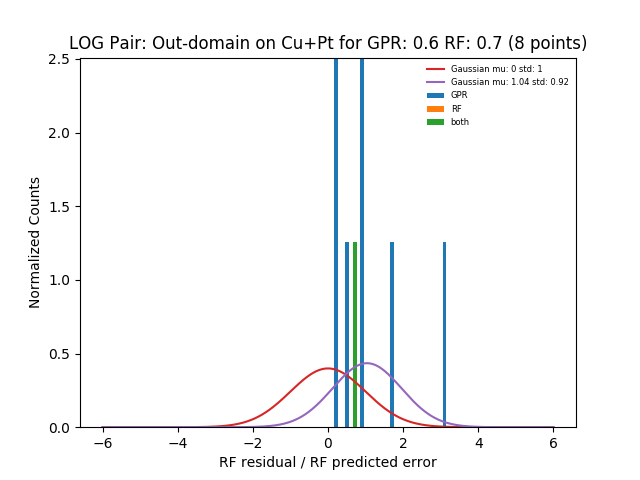 LOG Pair: Out-domain on Cu+Pt for GPR: 0.6 RF: 0.7 (8 points)
Gaussian mu: 0 std: 1
Gaussian mu: 1.04 std: 0.92
GPR
RF
both
2.5
2.0
1.5
1.0
0.5
0.0
Normalized Counts
−6
−4
−2
0
2
4
6
RF residual / RF predicted error